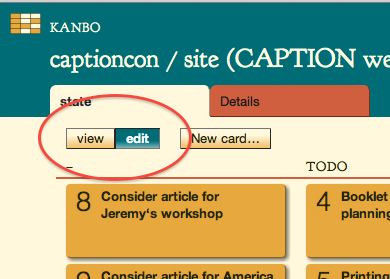 KANBO
captioncon / site (CAPTION we
state
Details
view
edit
New card...
–
TODO
8 Consider article for
Jeremy's workshop
4 Booklet
planning
9 Consider article for America
5 Printing